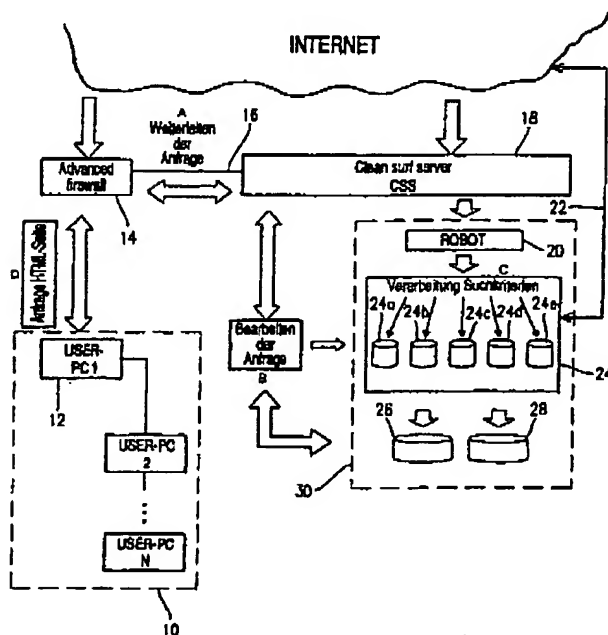 INTERNET
A
Weiterleiten
der
Anfrage
16
18
Advanced
firewall
14
Clean surf server
CSS
22
D
Anfrage HTML-Seite
ROBOT
20
C
Verarbeitung Suchkriterien
24a
24b
24c
24d
24e
24
Bearbeiten
der
Anfrage
B
USER-
PC 1
12
USER-PC
2
USER-PC
N
10
26
28
30